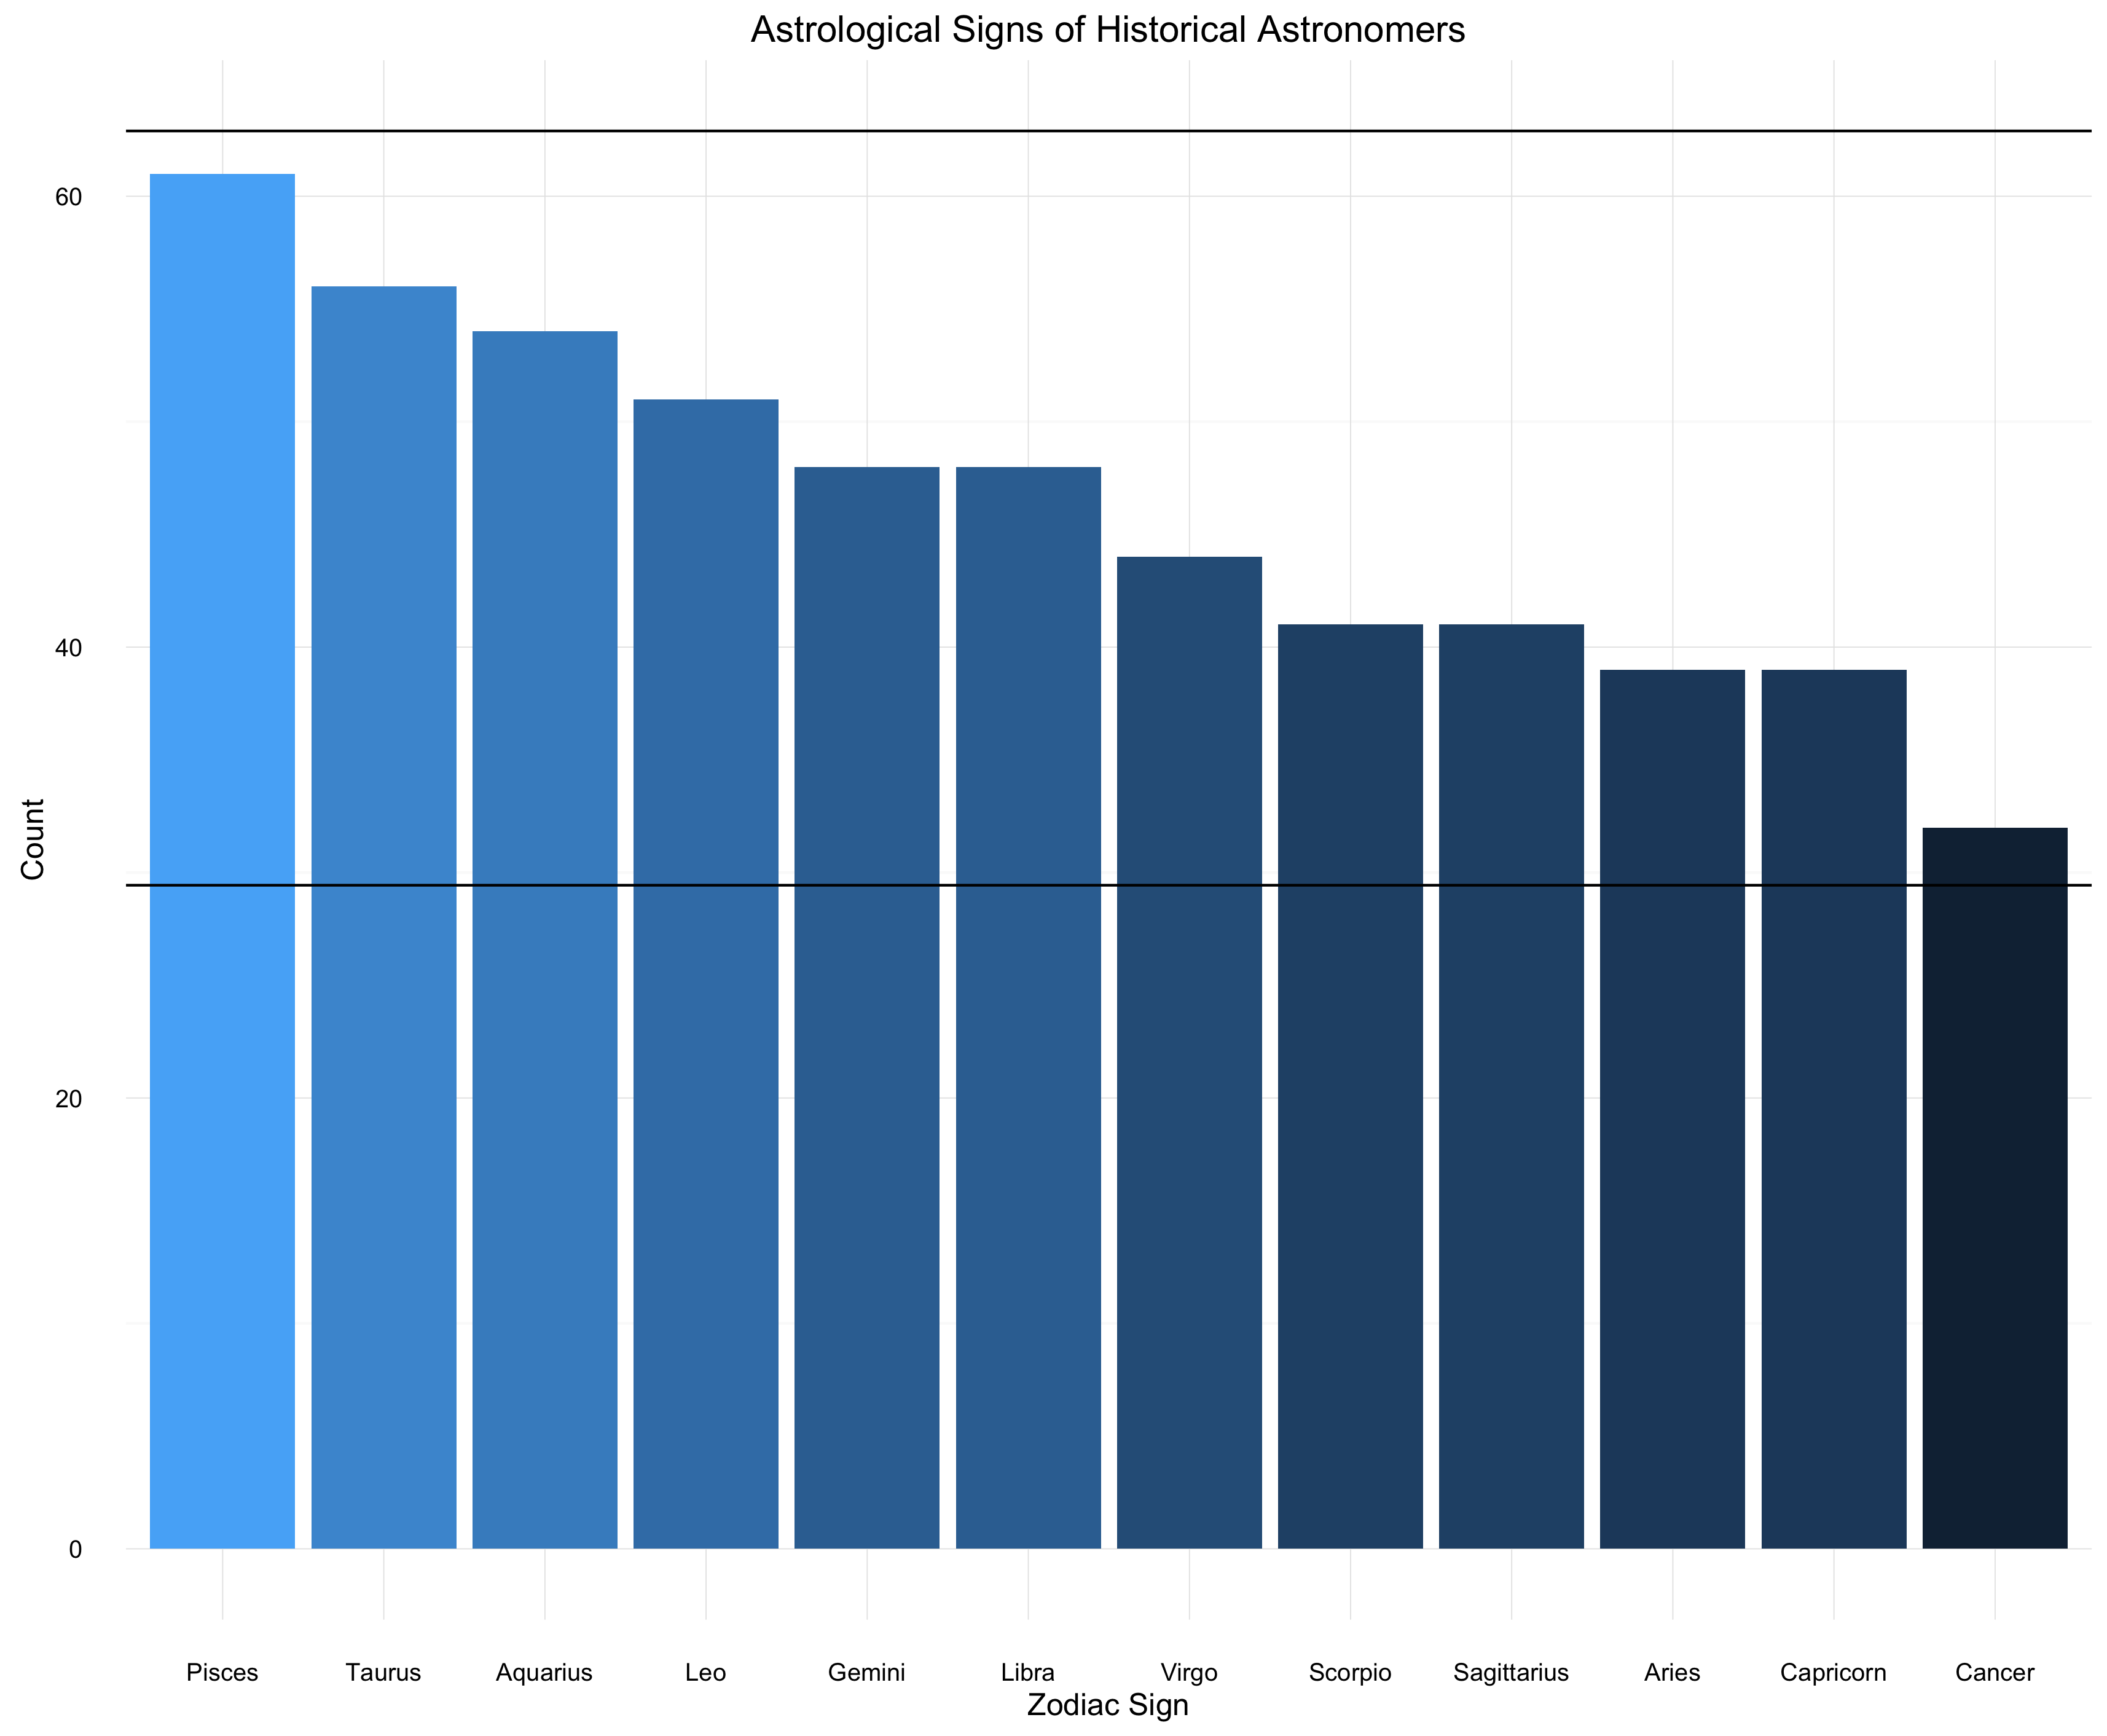 Astrological Signs of Historical Astronomers
Count
60
40
20
0
Pisces Taurus Aquarius Leo Gemini Libra Virgo Scorpio Sagittarius Aries Capricorn Cancer
Zodiac Sign